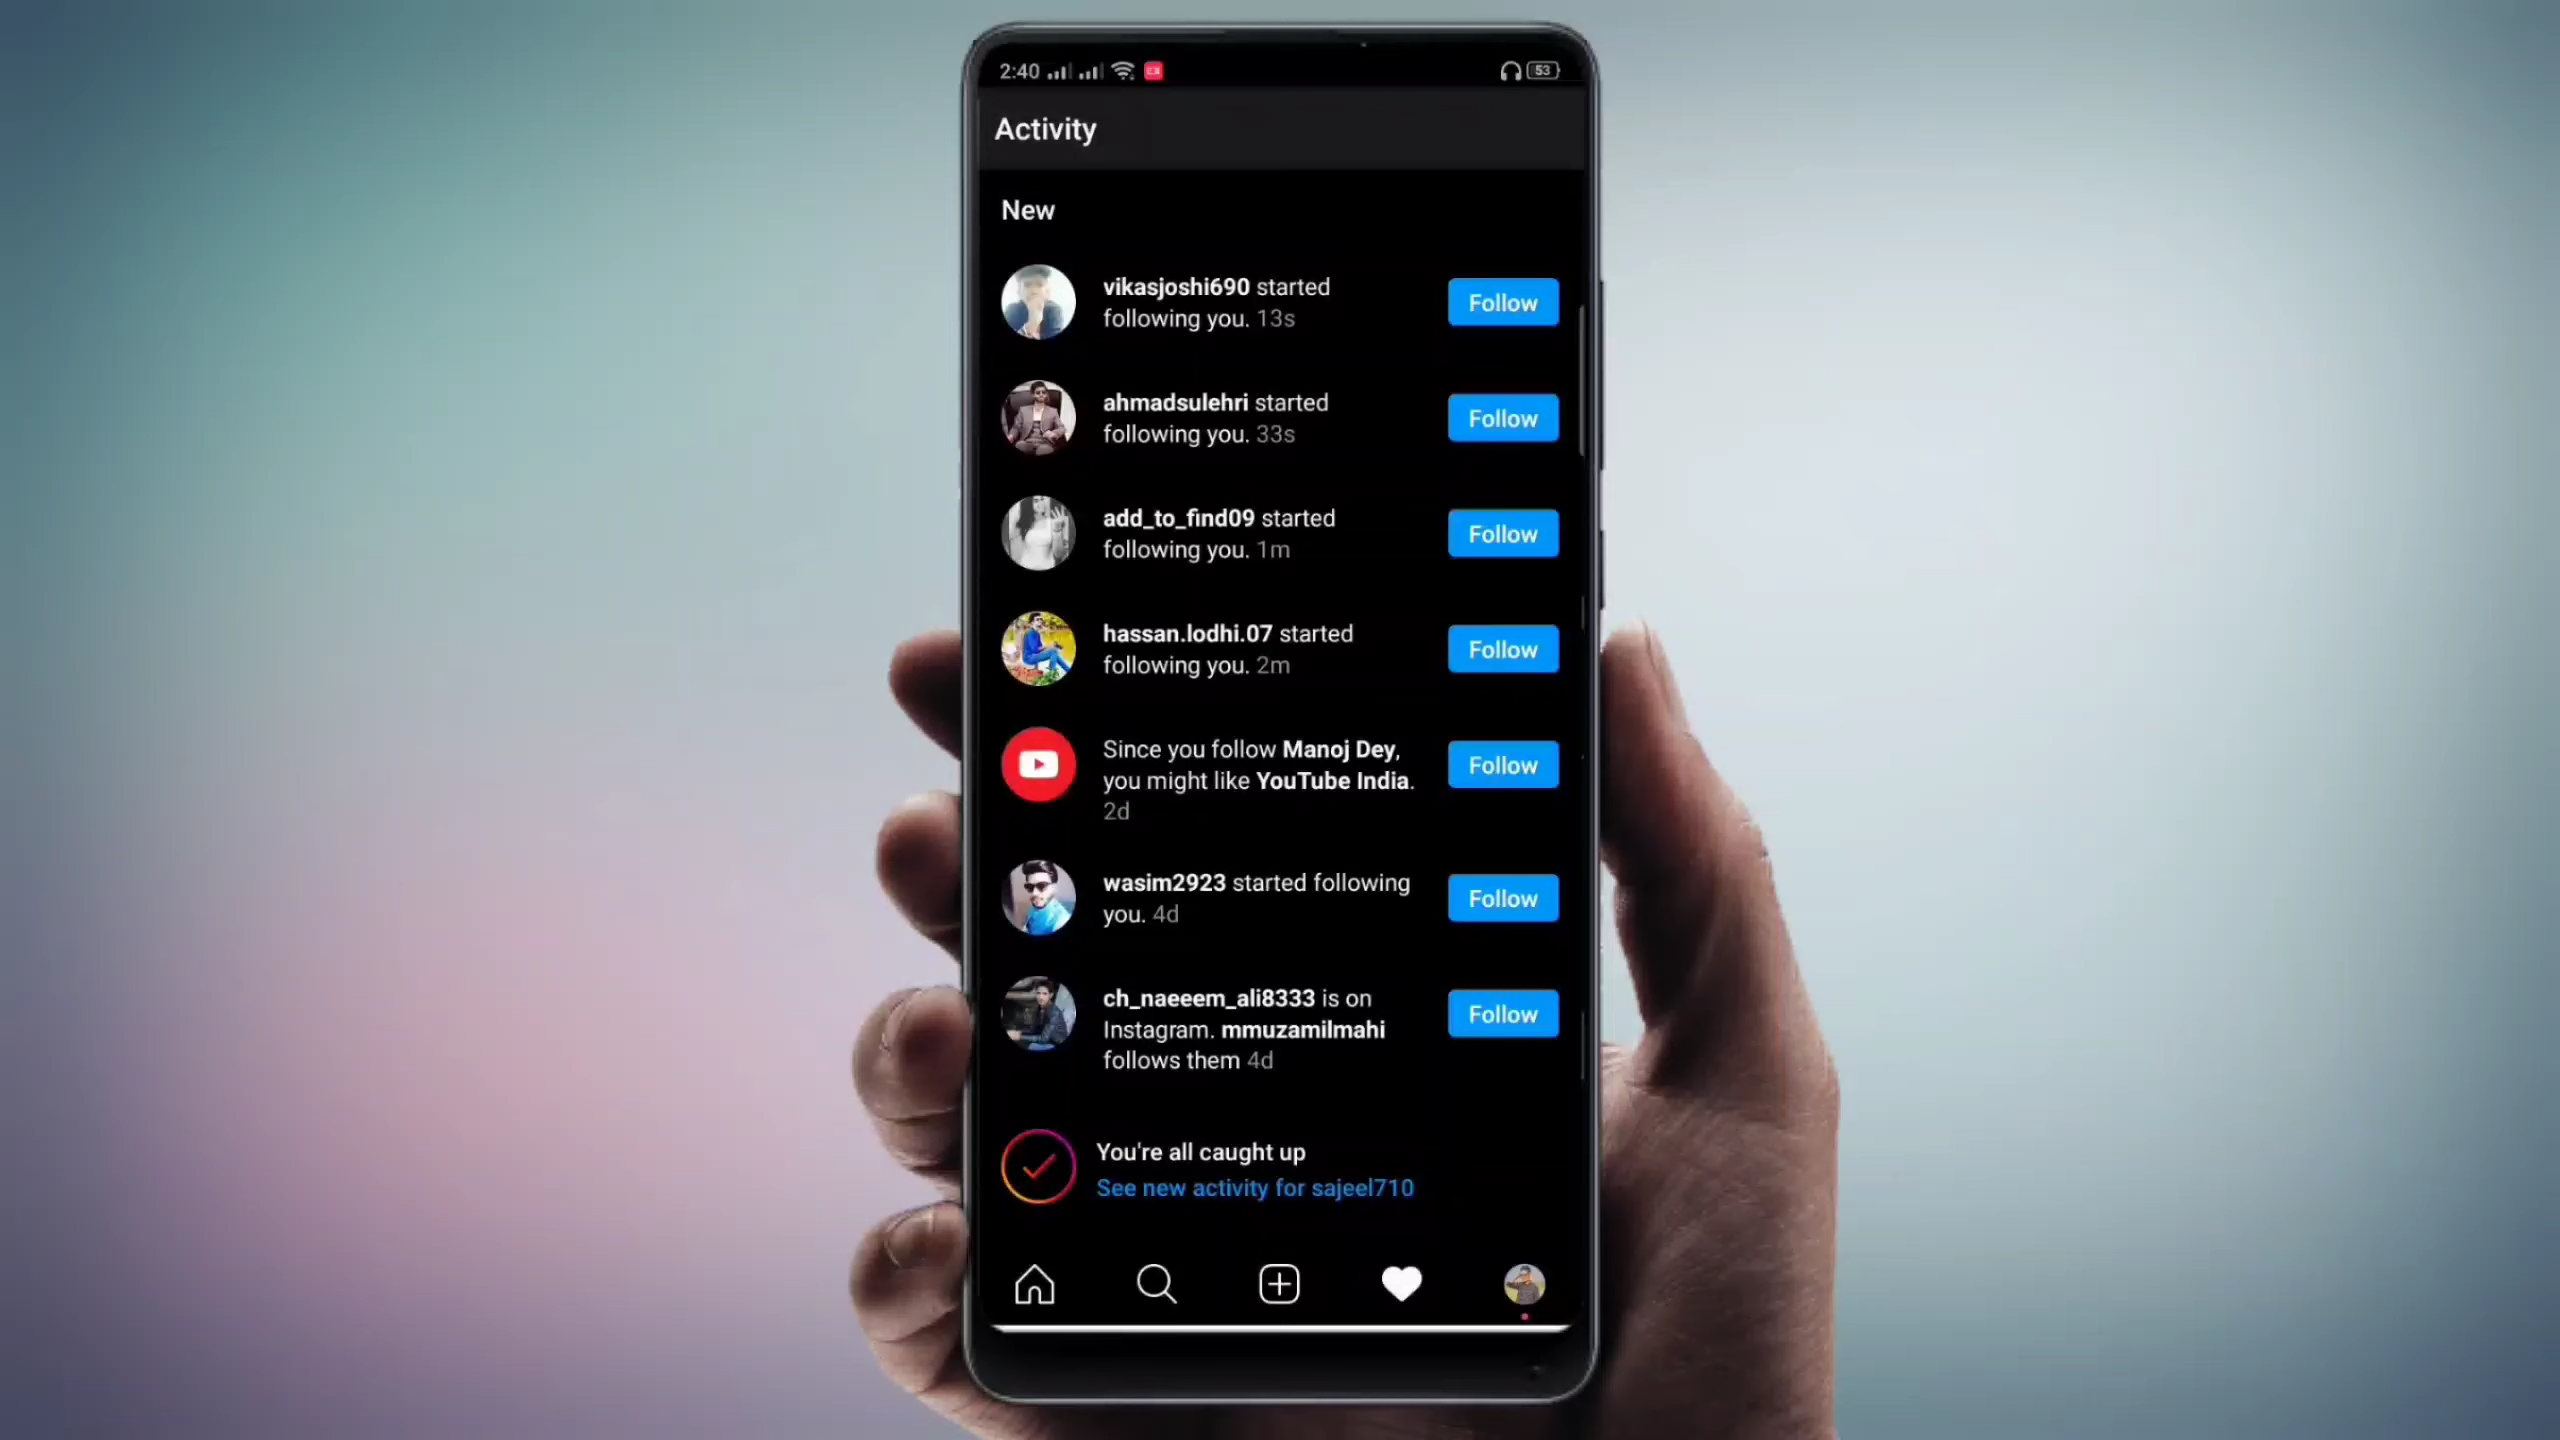 2:40 53
Activity
New
vikasjoshi690 started
following you. 13s
Follow
ahmadsulehri started
following you. 33s
Follow
add_to_find09 started
following you. 1m
Follow
hassan.lodhi.07 started
following you. 2m
Follow
Since you follow Manoj Dey,
you might like YouTube India.
2d
Follow
wasim2923 started following
you. 4d
Follow
ch_naeeem_ali8333 is on
Instagram. mmuzamilmahi
follows them 4d
Follow
You're all caught up
See new activity for sajeel710